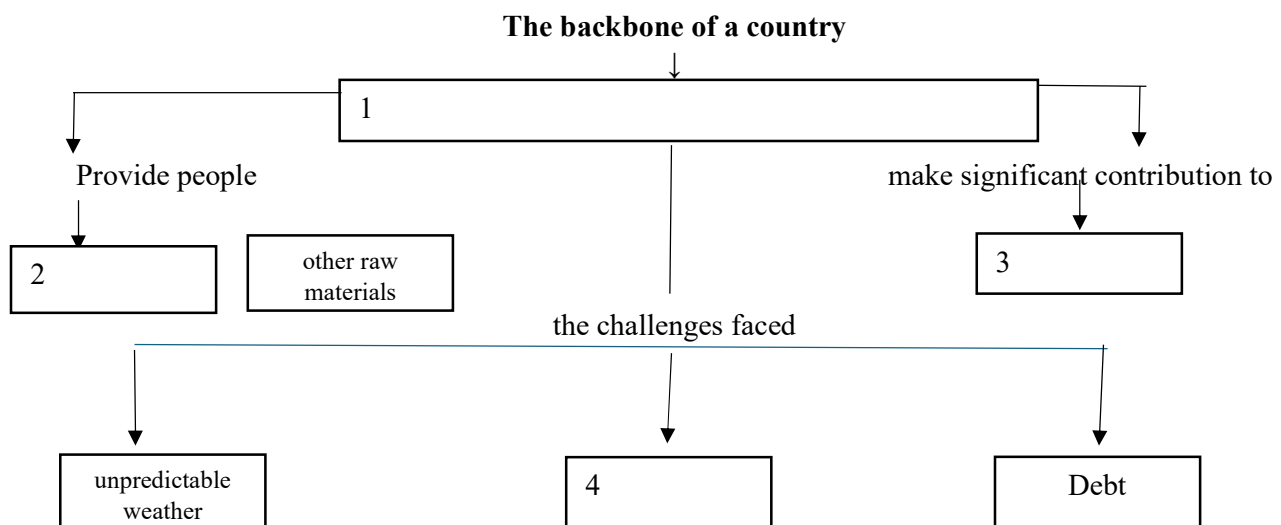 The backbone of a country
1
Provide people
make significant contribution to
2
other raw
materials
3
the challenges faced
unpredictable
weather
4
Debt